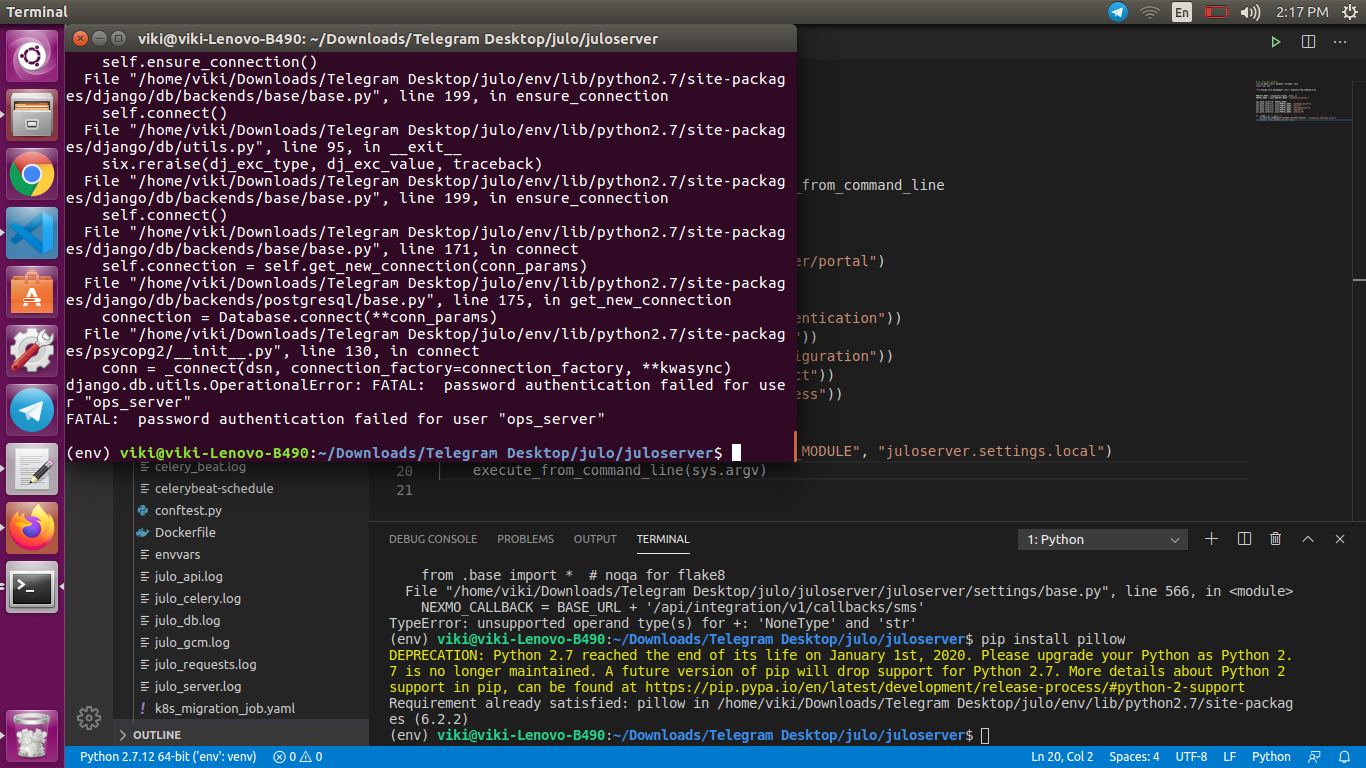 Terminal
En
2:17 PM
viki@viki-Lenovo-B490: ~/Downloads/Telegram Desktop/julo/juloserver
self.ensure_connection()
File "/home/viki/Downloads/Telegram Desktop/julo/env/lib/python2.7/site-packag
es/django/db/backends/base/base.py", line 199, in ensure_connection
self.connect()
File "/home/viki/Downloads/Telegram Desktop/julo/env/lib/python2.7/site-packag
es/django/db/utils.py", line 95, in __exit__
six.reraise(dj_exc_type, dj_exc_value, traceback)
File "/home/viki/Downloads/Telegram Desktop/julo/env/lib/python2.7/site-packag
es/django/db/backends/base/base.py", line 199, in ensure_connection
self.connect()
File "/home/viki/Downloads/Telegram Desktop/julo/env/lib/python2.7/site-packag
es/django/db/backends/base/base.py", line 171, in connect
self.connection = self.get_new_connection(conn_params)
File "/home/viki/Downloads/Telegram Desktop/julo/env/lib/python2.7/site-packag
es/django/db/backends/postgresql/base.py", line 175, in get_new_connection
connection = Database.connect(**conn_params)
File "/home/viki/Downloads/Telegram Desktop/julo/env/lib/python2.7/site-packag
es/psycopg2/__init__.py", line 130, in connect
conn = _connect(dsn, connection_factory=connection_factory, **kwasync)
django.db.utils.OperationalError: FATAL:  password authentication failed for use
r "ops_server"
FATAL:  password authentication failed for user "ops_server"
(env) viki@viki-Lenovo-B490:~/Downloads/Telegram Desktop/julo/juloserver$
_from_command_line
er/portal")
entication"))
"))
iguration"))
ct"))
ess"))
_MODULE", "juloserver.settings.local")
20 execute_from_command_line(sys.argv)
21
celery_beat.log
celerybeat-schedule
conftest.py
Dockerfile
envvars
julo_api.log
julo_celery.log
julo_db.log
julo_gcm.log
julo_requests.log
julo_server.log
! k8s_migration_job.yaml
OUTLINE
DEBUG CONSOLE PROBLEMS OUTPUT TERMINAL
1: Python
from .base import *  # noqa for flake8
File "/home/viki/Downloads/Telegram Desktop/julo/juloserver/juloserver/settings/base.py", line 566, in <module>
NEXMO_CALLBACK = BASE_URL + '/api/integration/v1/callbacks/sms'
TypeError: unsupported operand type(s) for +: 'NoneType' and 'str'
(env) viki@viki-Lenovo-B490:~/Downloads/Telegram Desktop/julo/juloserver$ pip install pillow
DEPRECATION: Python 2.7 reached the end of its life on January 1st, 2020. Please upgrade your Python as Python 2.
7 is no longer maintained. A future version of pip will drop support for Python 2.7. More details about Python 2
support in pip, can be found at https://pip.pypa.io/en/latest/development/release-process/#python-2-support
Requirement already satisfied: pillow in /home/viki/Downloads/Telegram Desktop/julo/env/lib/python2.7/site-packag
es (6.2.2)
(env) viki@viki-Lenovo-B490:~/Downloads/Telegram Desktop/julo/juloserver$
Python 2.7.12 64-bit ('env': venv) 0 0 Ln 20, Col 2 Spaces: 4 UTF-8 LF Python